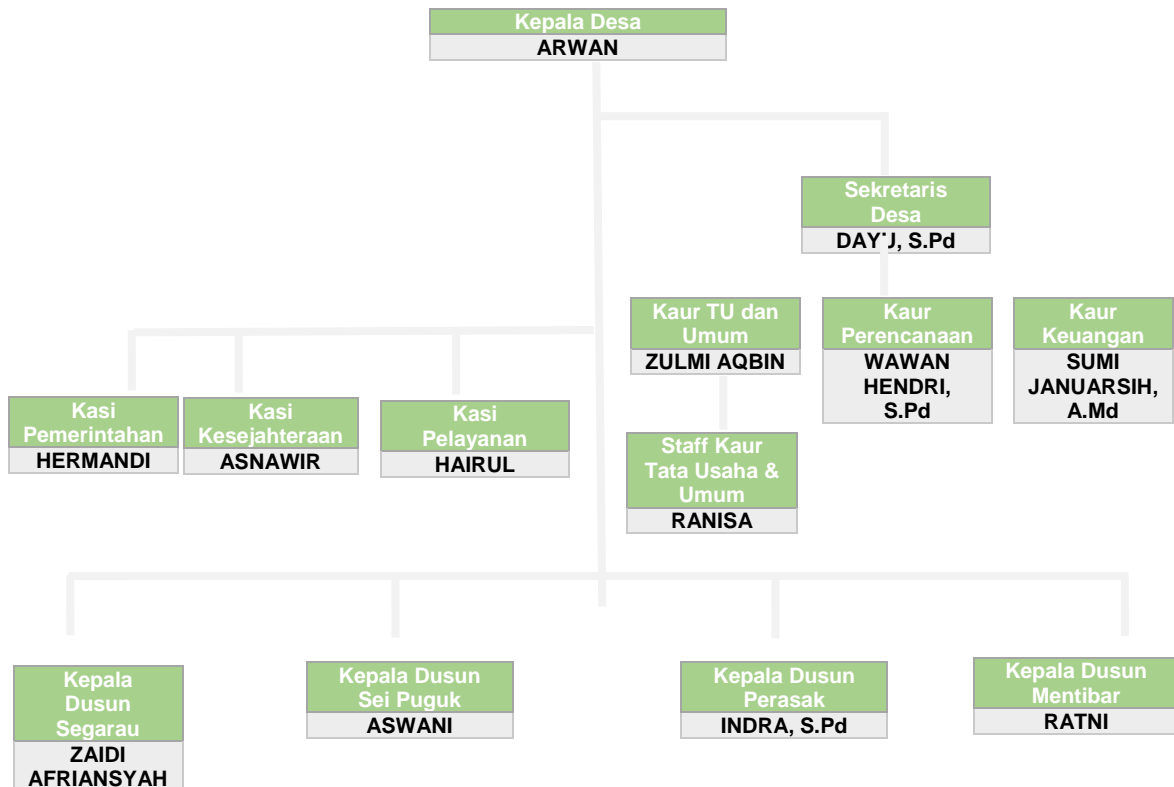 Kepala Desa
ARWAN
Sekretaris
Desa
DAYU, S.Pd
Kaur TU dan
Umum
ZULMI AQBIN
Kaur
Perencanaan
WAWAN
HENDRI,
S.Pd
Kaur
Keuangan
SUMI
JANUARSIH,
A.Md
Kasi
Pemerintahan
HERMANDI
Kasi
Kesejahteraan
ASNAWIR
Kasi
Pelayanan
HAIRUL
Staff Kaur
Tata Usaha &
Umum
RANISA
Kepala
Dusun
Segarau
ZAIDI
AFRIANSYAH
Kepala Dusun
Sei Puguk
ASWANI
Kepala Dusun
Perasak
INDRA, S.Pd
Kepala Dusun
Mentibar
RATNI